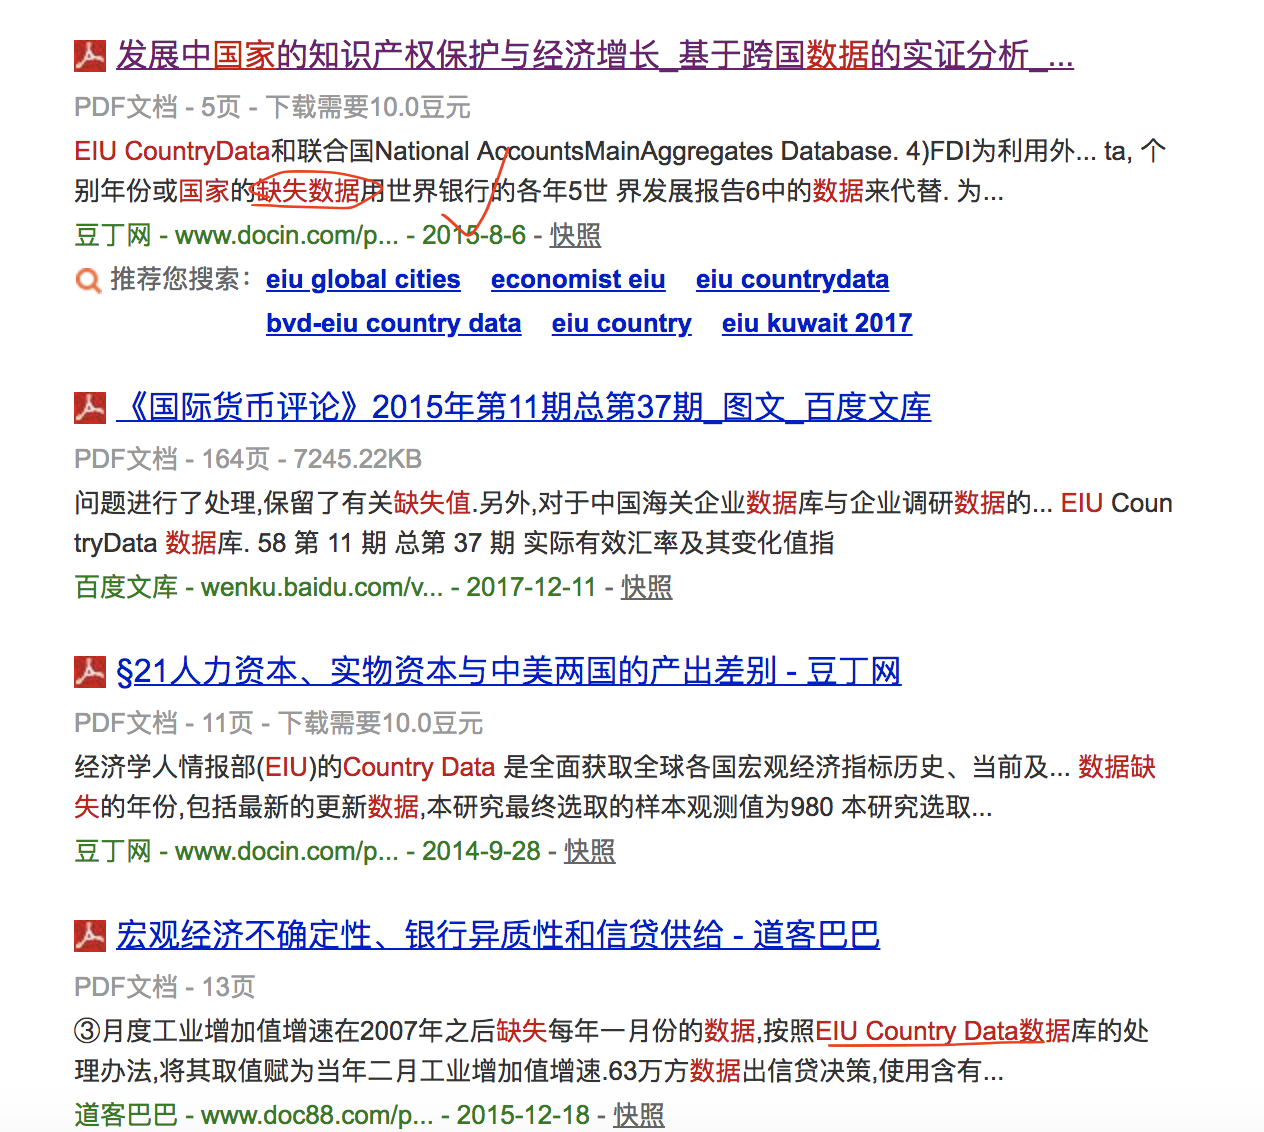 发展中国家的知识产权保护与经济增长_基于跨国数据的实证分析_...
PDF文档 - 5页 - 下载需要10.0豆元
EIU CountryData和联合国National AccountsMainAggregates Database. 4)FDI为利用外... ta, 个
别年份或国家的缺失数据用世界银行的各年5世 界发展报告6中的数据来代替. 为...
豆丁网 - www.docin.com/p... - 2015-8-6 - 快照
推荐您搜索： eiu global cities economist eiu eiu countrydata
bvd-eiu country data eiu country eiu kuwait 2017
《国际货币评论》2015年第11期总第37期_图文_百度文库
PDF文档 - 164页 - 7245.22KB
问题进行了处理,保留了有关缺失值.另外,对于中国海关企业数据库与企业调研数据的... EIU Coun
tryData 数据库. 58 第 11 期 总第 37 期 实际有效汇率及其变化值指
百度文库 - wenku.baidu.com/v... - 2017-12-11 - 快照
§21人力资本、实物资本与中美两国的产出差别 - 豆丁网
PDF文档 - 11页 - 下载需要10.0豆元
经济学人情报部(EIU)的Country Data 是全面获取全球各国宏观经济指标历史、当前及... 数据缺
失的年份,包括最新的更新数据,本研究最终选取的样本观测值为980 本研究选取...
豆丁网 - www.docin.com/p... - 2014-9-28 - 快照
宏观经济不确定性、银行异质性和信贷供给 - 道客巴巴
PDF文档 - 13页
③月度工业增加值增速在2007年之后缺失每年一月份的数据,按照EIU Country Data数据库的处
理办法,将其取值赋为当年二月工业增加值增速.63万方数据出信贷决策,使用含有...
道客巴巴 - www.doc88.com/p... - 2015-12-18 - 快照